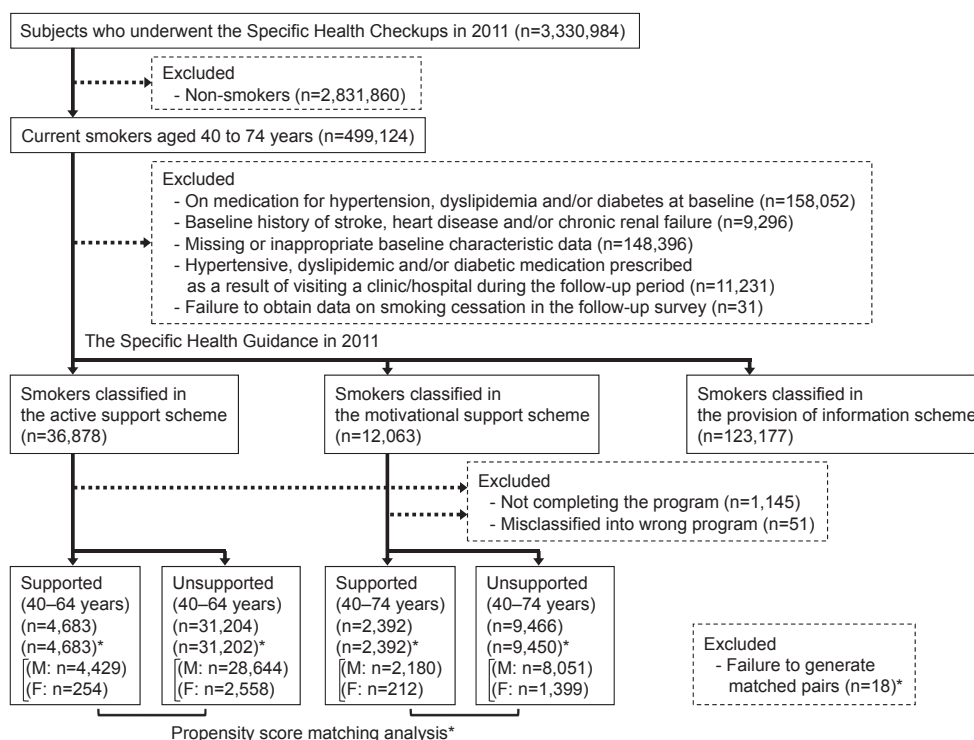 Subjects who underwent the Specific Health Checkups in 2011 (n=3,330,984)
Excluded
- Non-smokers (n=2,831,860)
Current smokers aged 40 to 74 years (n=499,124)
Excluded
- On medication for hypertension, dyslipidemia and/or diabetes at baseline (n=158,052)
- Baseline history of stroke, heart disease and/or chronic renal failure (n=9,296)
- Missing or inappropriate baseline characteristic data (n=148,396)
- Hypertensive, dyslipidemic and/or diabetic medication prescribed
as a result of visiting a clinic/hospital during the follow-up period (n=11,231)
- Failure to obtain data on smoking cessation in the follow-up survey (n=31)
The Specific Health Guidance in 2011
Smokers classified in
the active support scheme
(n=36,878)
Smokers classified in
the motivational support scheme
(n=12,063)
Smokers classified in
the provision of information scheme
(n=123,177)
Excluded
- Not completing the program (n=1,145)
- Misclassified into wrong program (n=51)
Supported
(40–64 years)
(n=4,683)
(n=4,683)*
(M: n=4,429)
(F: n=254)
Unsupported
(40–64 years)
(n=31,204)
(n=31,202)*
(M: n=28,644)
(F: n=2,558)
Supported
(40–74 years)
(n=2,392)
(n=2,392)*
(M: n=2,180)
(F: n=212)
Unsupported
(40–74 years)
(n=9,466)
(n=9,450)*
(M: n=8,051)
(F: n=1,399)
Excluded
- Failure to generate
matched pairs (n=18)*
Propensity score matching analysis*